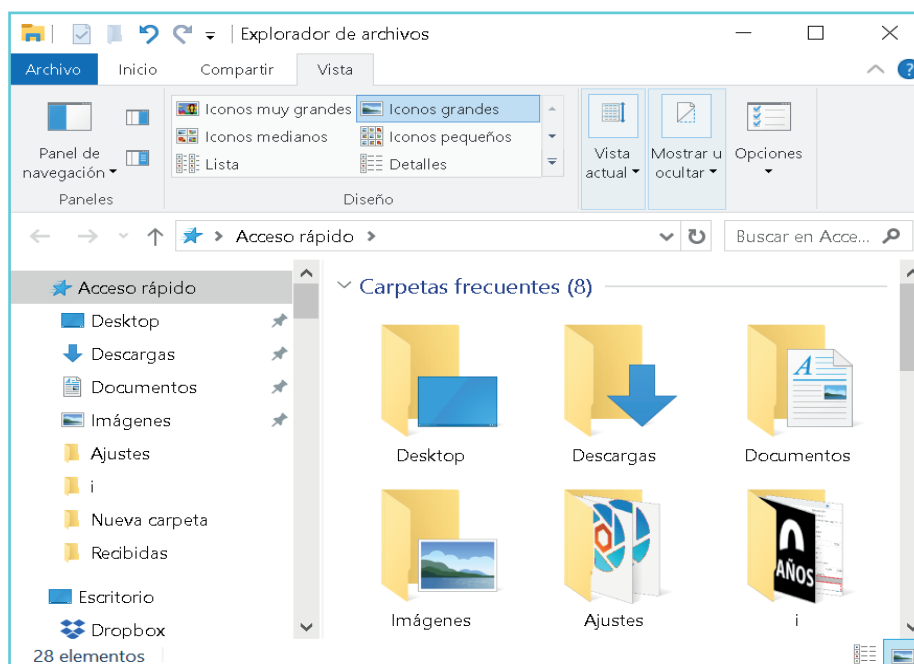 Explorador de archivos
Archivo Inicio Compartir Vista
?
Iconos muy grandes Iconos grandes
Iconos medianos Iconos pequeños
Lista Detalles
Panel de
navegación
Vista
actual
Mostrar u
ocultar
Opciones
Paneles Diseño
Acceso rápido
Buscar en Acce...
Acceso rápido
Desktop
Descargas
Documentos
Imágenes
Ajustes
i
Nueva carpeta
Recibidas
Escritorio
Dropbox
Carpetas frecuentes (8)
A
Desktop Descargas Documentos
AÑOS
Imágenes Ajustes i
28 elementos